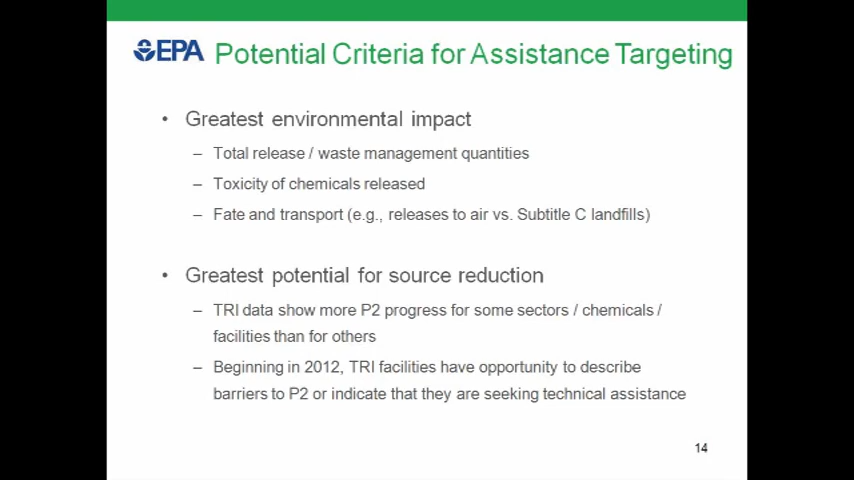 EPA Potential Criteria for Assistance Targeting
• Greatest environmental impact
– Total release / waste management quantities
– Toxicity of chemicals released
– Fate and transport (e.g., releases to air vs. Subtitle C landfills)
• Greatest potential for source reduction
– TRI data show more P2 progress for some sectors / chemicals /
facilities than for others
– Beginning in 2012, TRI facilities have opportunity to describe
barriers to P2 or indicate that they are seeking technical assistance
14